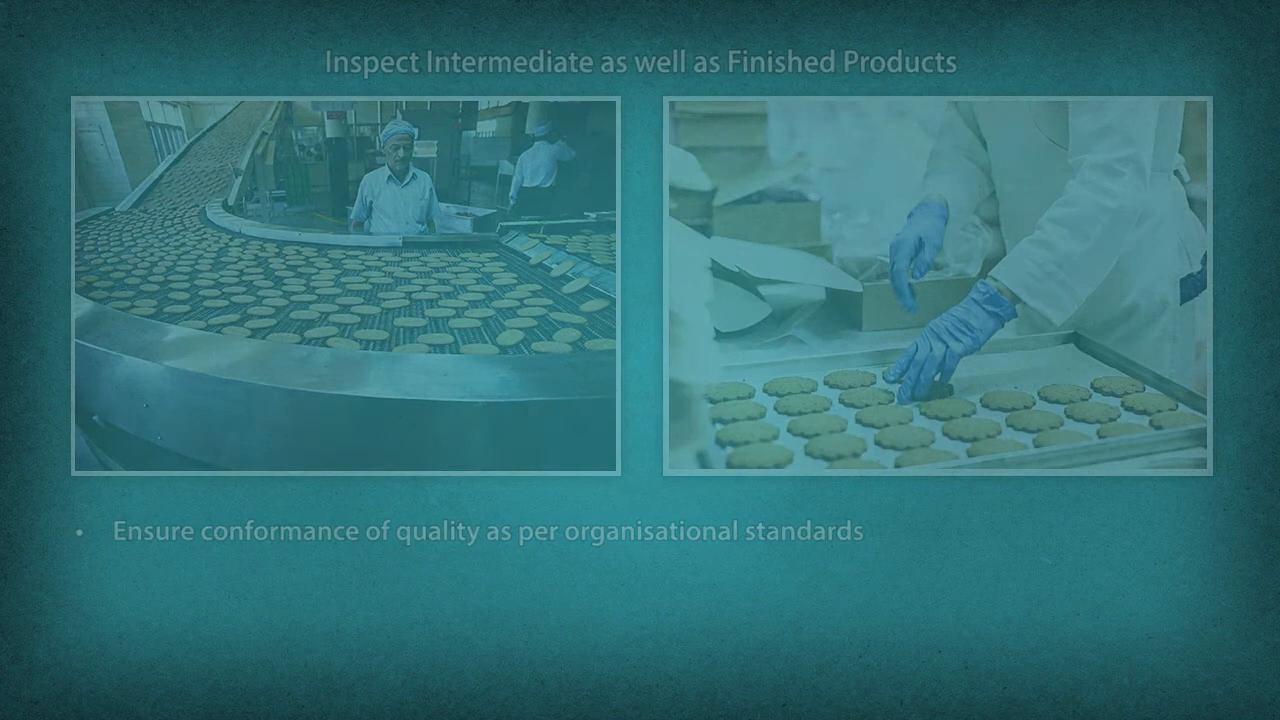 Inspect Intermediate as well as Finished Products
• Ensure conformance of quality as per organisational standards